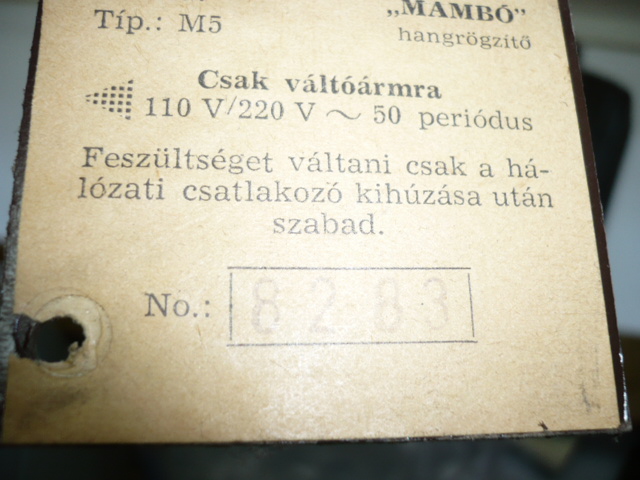 Típ.: M5
„MAMBÓ”
hangrögzítő
Csak váltóármra
110 V/220 V ~ 50 periódus
Feszültséget váltani csak a há-
lózati csatlakozó kihúzása után
szabad.
No.: 8283